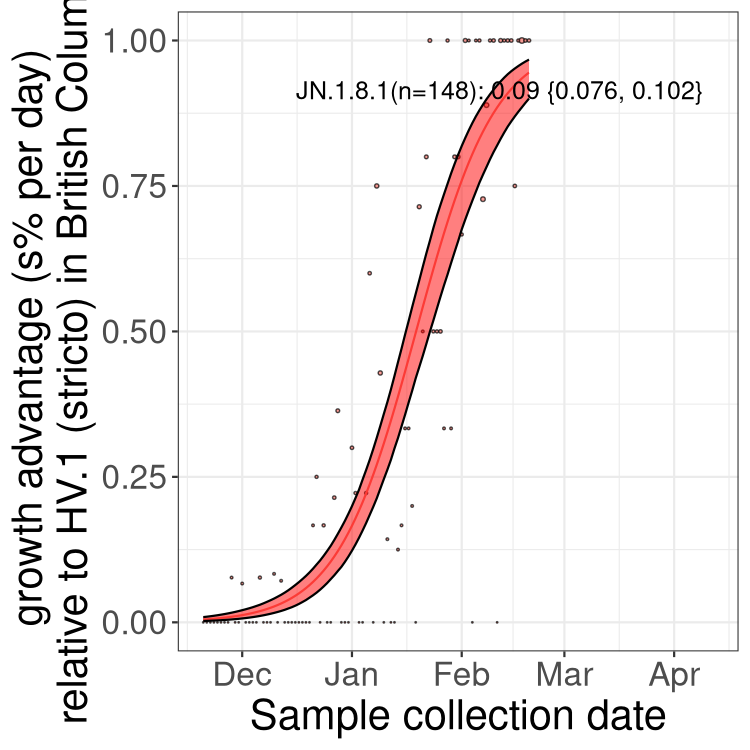 growth advantage (s% per day)
relative to HV.1 (stricto) in British Colum
1.00
0.75
0.50
0.25
0.00
JN.1.8.1(n=148): 0.09 {0.076, 0.102}
Dec Jan Feb Mar Apr
Sample collection date